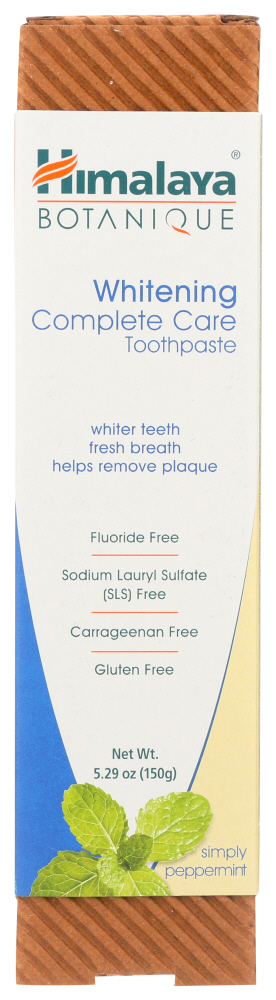 Himalaya®
BOTANIQUE
Whitening
Complete Care
Toothpaste
whiter teeth
fresh breath
helps remove plaque
Fluoride Free
Sodium Lauryl Sulfate
(SLS) Free
Carrageenan Free
Gluten Free
Net Wt.
5.29 oz (150g)
simply
peppermint